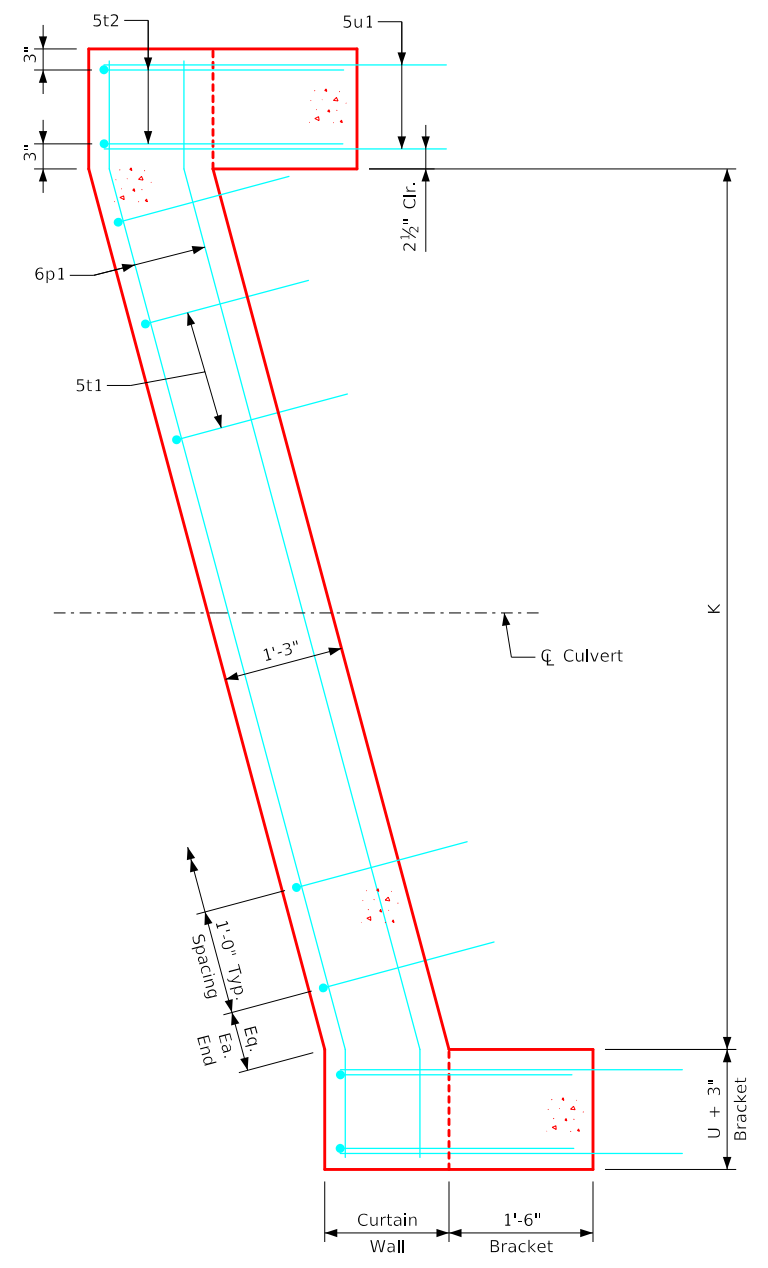 5t2
5u1
3"
3"
2½" Clr.
6p1
5t1
K
1'-3"
℄ Culvert
1'-0" Typ.
Spacing
Eq.
Ea.
End
U + 3"
Bracket
Curtain
Wall
1'-6"
Bracket